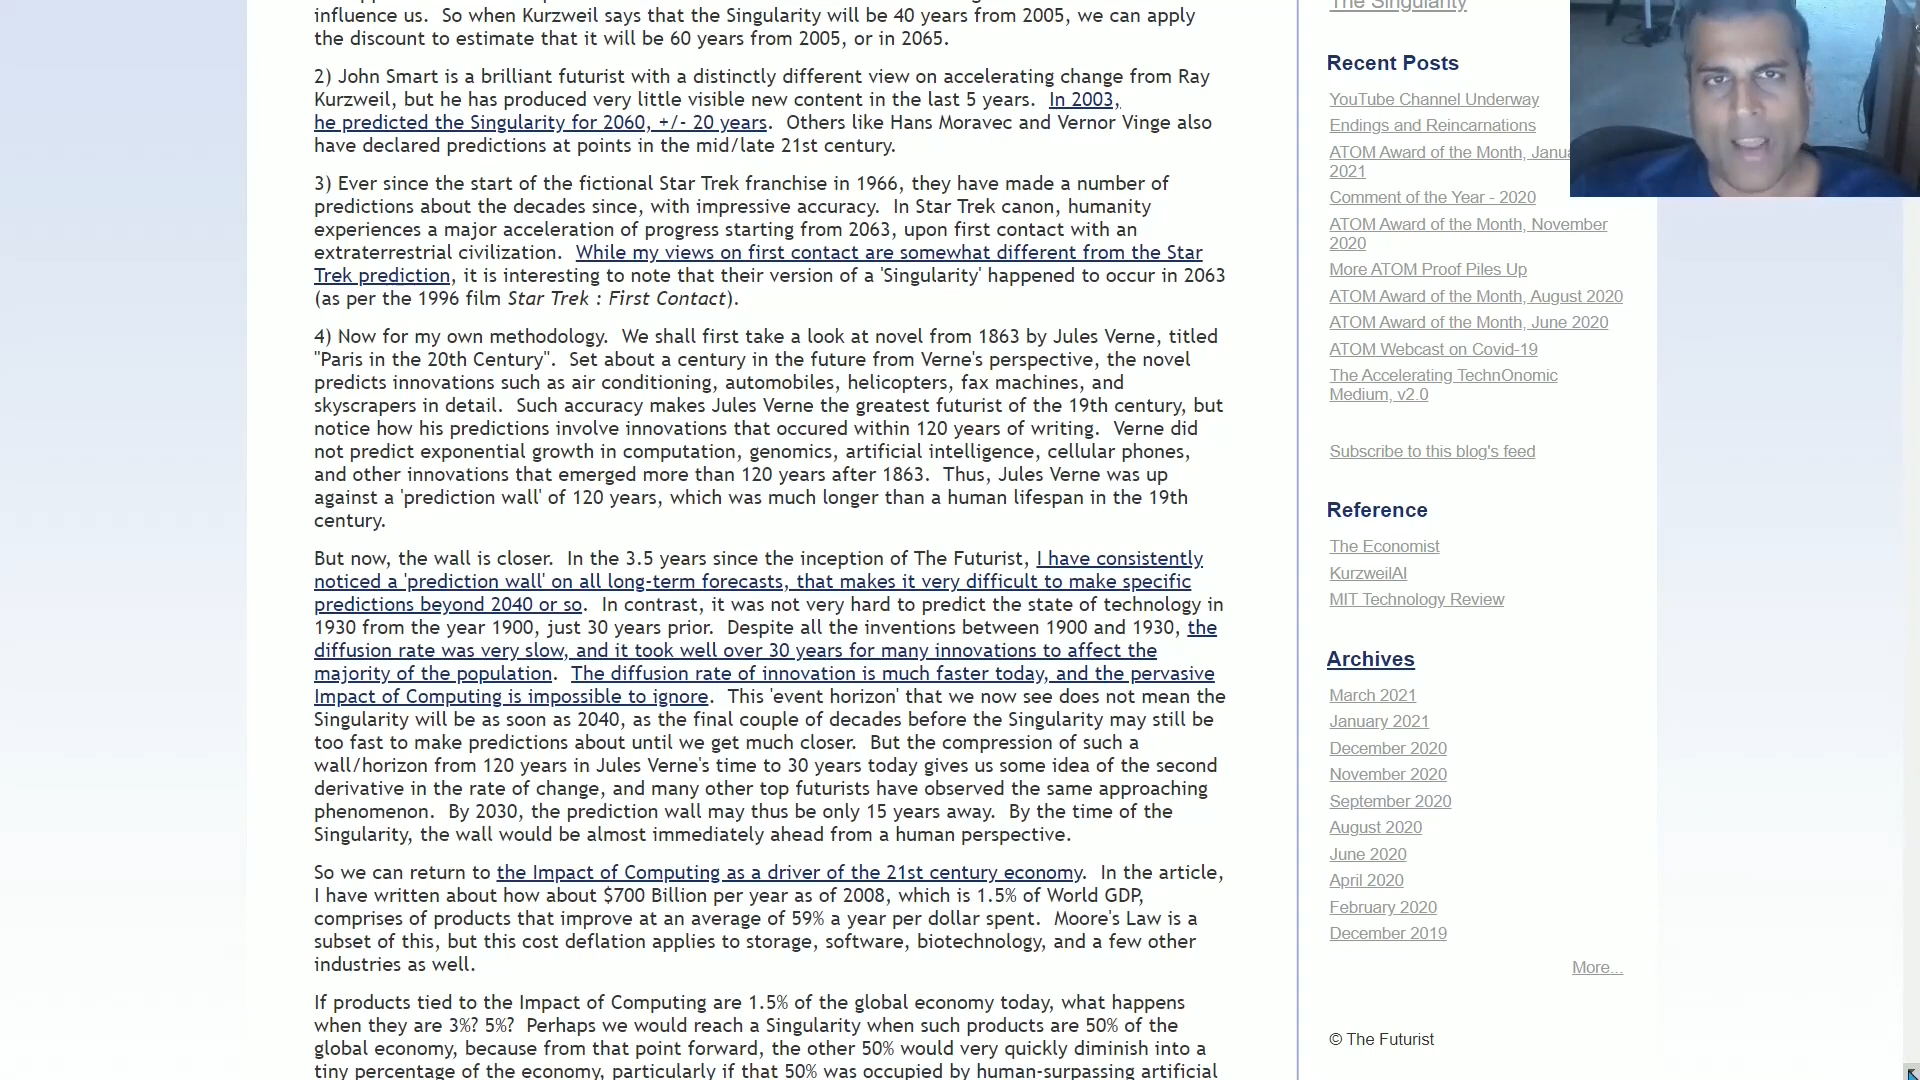 influence us.  So when Kurzweil says that the Singularity will be 40 years from 2005, we can apply
the discount to estimate that it will be 60 years from 2005, or in 2065.
2) John Smart is a brilliant futurist with a distinctly different view on accelerating change from Ray
Kurzweil, but he has produced very little visible new content in the last 5 years.  In 2003,
he predicted the Singularity for 2060, +/- 20 years.  Others like Hans Moravec and Vernor Vinge also
have declared predictions at points in the mid/late 21st century.
3) Ever since the start of the fictional Star Trek franchise in 1966, they have made a number of
predictions about the decades since, with impressive accuracy.  In Star Trek canon, humanity
experiences a major acceleration of progress starting from 2063, upon first contact with an
extraterrestrial civilization.  While my views on first contact are somewhat different from the Star
Trek prediction, it is interesting to note that their version of a 'Singularity' happened to occur in 2063
(as per the 1996 film Star Trek : First Contact).
4) Now for my own methodology.  We shall first take a look at novel from 1863 by Jules Verne, titled
"Paris in the 20th Century".  Set about a century in the future from Verne's perspective, the novel
predicts innovations such as air conditioning, automobiles, helicopters, fax machines, and
skyscrapers in detail.  Such accuracy makes Jules Verne the greatest futurist of the 19th century, but
notice how his predictions involve innovations that occured within 120 years of writing.  Verne did
not predict exponential growth in computation, genomics, artificial intelligence, cellular phones,
and other innovations that emerged more than 120 years after 1863.  Thus, Jules Verne was up
against a 'prediction wall' of 120 years, which was much longer than a human lifespan in the 19th
century.
But now, the wall is closer.  In the 3.5 years since the inception of The Futurist, I have consistently
noticed a 'prediction wall' on all long-term forecasts, that makes it very difficult to make specific
predictions beyond 2040 or so.  In contrast, it was not very hard to predict the state of technology in
1930 from the year 1900, just 30 years prior.  Despite all the inventions between 1900 and 1930, the
diffusion rate was very slow, and it took well over 30 years for many innovations to affect the
majority of the population.  The diffusion rate of innovation is much faster today, and the pervasive
Impact of Computing is impossible to ignore.  This 'event horizon' that we now see does not mean the
Singularity will be as soon as 2040, as the final couple of decades before the Singularity may still be
too fast to make predictions about until we get much closer.  But the compression of such a
wall/horizon from 120 years in Jules Verne's time to 30 years today gives us some idea of the second
derivative in the rate of change, and many other top futurists have observed the same approaching
phenomenon.  By 2030, the prediction wall may thus be only 15 years away.  By the time of the
Singularity, the wall would be almost immediately ahead from a human perspective.
So we can return to the Impact of Computing as a driver of the 21st century economy.  In the article,
I have written about how about $700 Billion per year as of 2008, which is 1.5% of World GDP,
comprises of products that improve at an average of 59% a year per dollar spent.  Moore's Law is a
subset of this, but this cost deflation applies to storage, software, biotechnology, and a few other
industries as well.
If products tied to the Impact of Computing are 1.5% of the global economy today, what happens
when they are 3%? 5%?  Perhaps we would reach a Singularity when such products are 50% of the
global economy, because from that point forward, the other 50% would very quickly diminish into a
tiny percentage of the economy, particularly if that 50% was occupied by human-surpassing artificial
The Singularity
Recent Posts
YouTube Channel Underway
Endings and Reincarnations
ATOM Award of the Month,
2021
Comment of the Year - 2020
ATOM Award of the Month, November
2020
More ATOM Proof Piles Up
ATOM Award of the Month, August 2020
ATOM Award of the Month, June 2020
ATOM Webcast on Covid-19
The Accelerating TechnOnomic
Medium, v2.0
Subscribe to this blog's feed
Reference
The Economist
KurzweilAI
MIT Technology Review
Archives
March 2021
January 2021
December 2020
November 2020
September 2020
August 2020
June 2020
April 2020
February 2020
December 2019
More...
© The Futurist